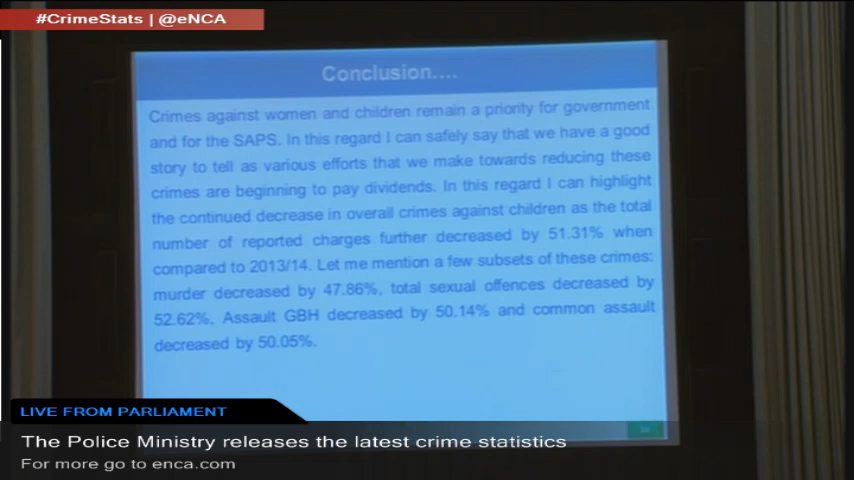 #CrimeStats | @eNCA
Conclusion....
Crimes against women and children remain a priority for government
and for the SAPS. In this regard I can safely say that we have a good
story to tell as various efforts that we make towards reducing these
crimes are beginning to pay dividends. In this regard I can highlight
the continued decrease in overall crimes against children as the total
number of reported charges further decreased by 51.31% when
compared to 2013/14. Let me mention a few subsets of these crimes:
murder decreased by 47.86%, total sexual offences decreased by
52.62%, Assault GBH decreased by 50.14% and common assault
decreased by 50.05%.
LIVE FROM PARLIAMENT
The Police Ministry releases the latest crime statistics
For more go to enca.com